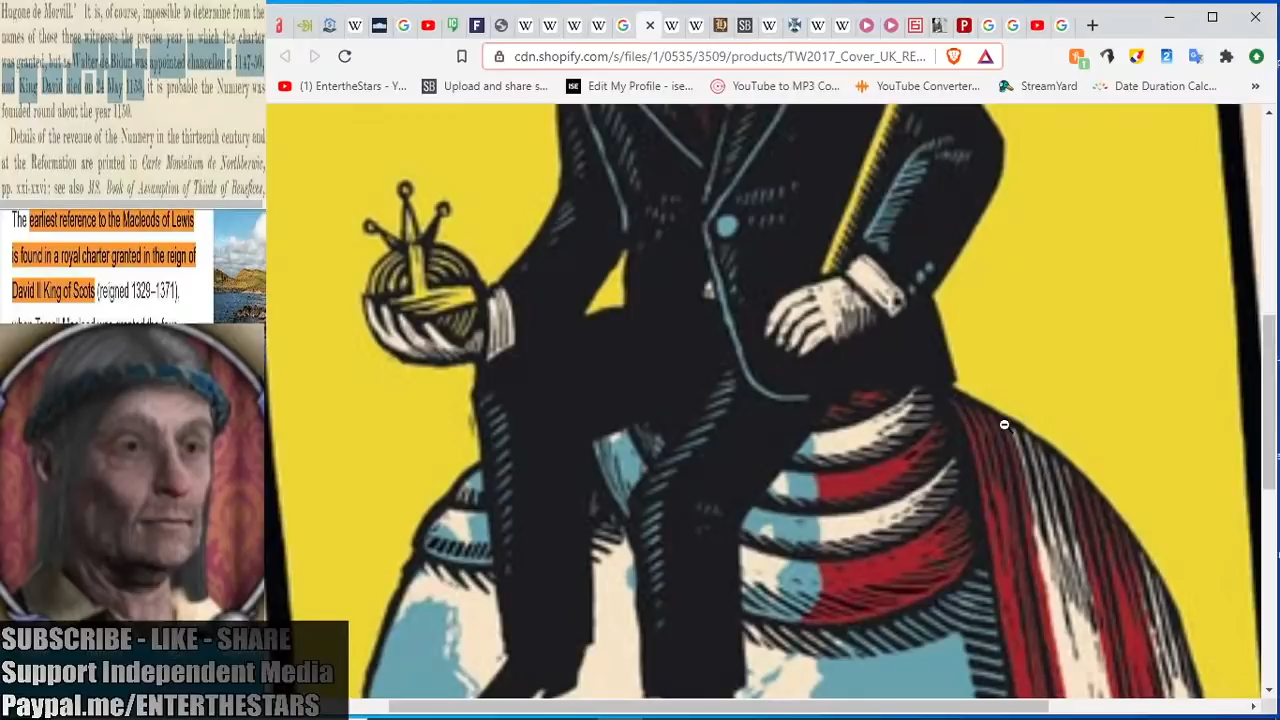 Hugone de Morvill.' It is, of course, impossible to determine from the
name of those three witnesses the precise year in which the charter
was granted, but as Walter de Bidun was appointed chancellor
and King David died on May 1153, it is probable the Nunnery was
founded round about the year 1150.
Details of the revenue of the Nunnery in the thirteenth century and
at the Reformation are printed in Carte Monialium de Northberwic,
pp. xxi-xxvi: see also MS. Book of Assumption of Thirds of Benefices,
The earliest reference to the Macleods of Lewis
is found in a royal charter granted in the reign of
David II King of Scots (reigned 1329–1371),
SUBSCRIBE - LIKE - SHARE
Support Independent Media
Paypal.me/ENTERTHESTARS
cdn.shopify.com/s/files/1/0535/3509/products/TW2017_Cover_UK_RE...
(1) EntertheStars - Y...
Upload and share s...
Edit My Profile - ise...
YouTube to MP3 Co...
YouTube Converter...
StreamYard
Date Duration Calc...